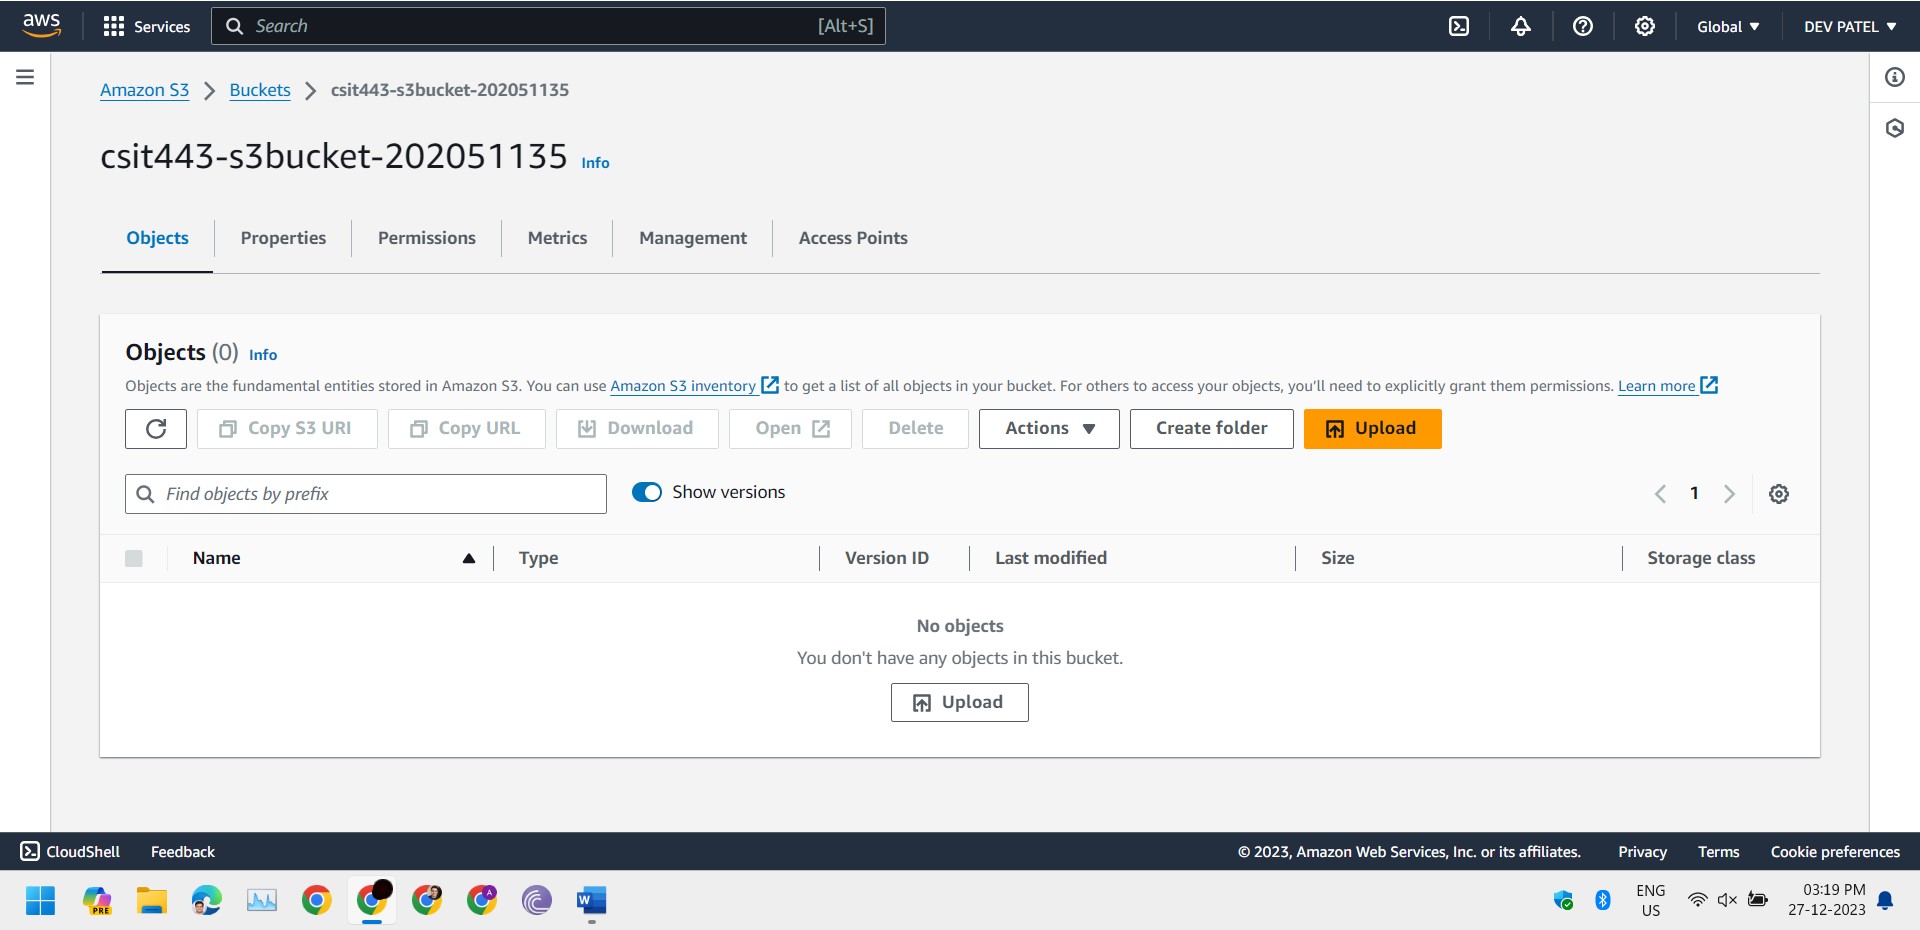 aws Services Search [Alt+S] Global DEV PATEL
Amazon S3 Buckets csit443-s3bucket-202051135
csit443-s3bucket-202051135 Info
Objects Properties Permissions Metrics Management Access Points
Objects (0) Info
Objects are the fundamental entities stored in Amazon S3. You can use Amazon S3 inventory to get a list of all objects in your bucket. For others to access your objects, you'll need to explicitly grant them permissions. Learn more
Copy S3 URI Copy URL Download Open Delete Actions Create folder Upload
Find objects by prefix Show versions 1
Name Type Version ID Last modified Size Storage class
No objects
You don't have any objects in this bucket.
Upload
CloudShell Feedback © 2023, Amazon Web Services, Inc. or its affiliates. Privacy Terms Cookie preferences
PRE A W ENG 03:19 PM
US 27-12-2023